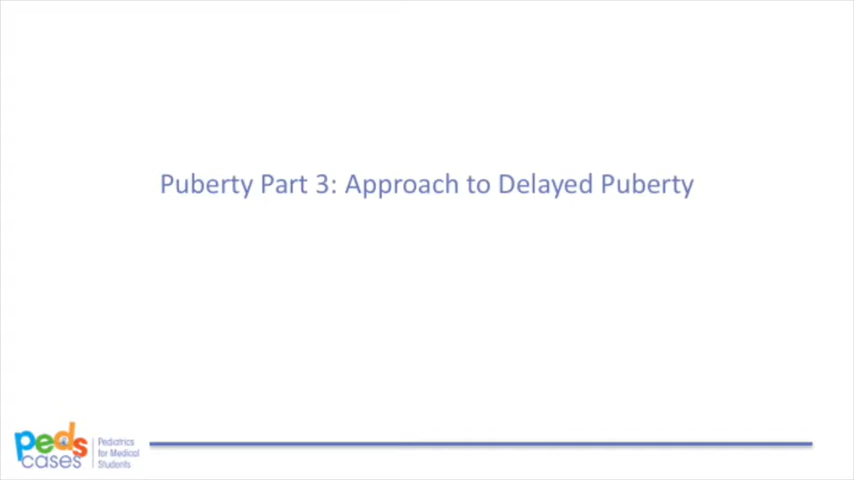 Puberty Part 3: Approach to Delayed Puberty
peds
cases
Pediatrics
for Medical
Students